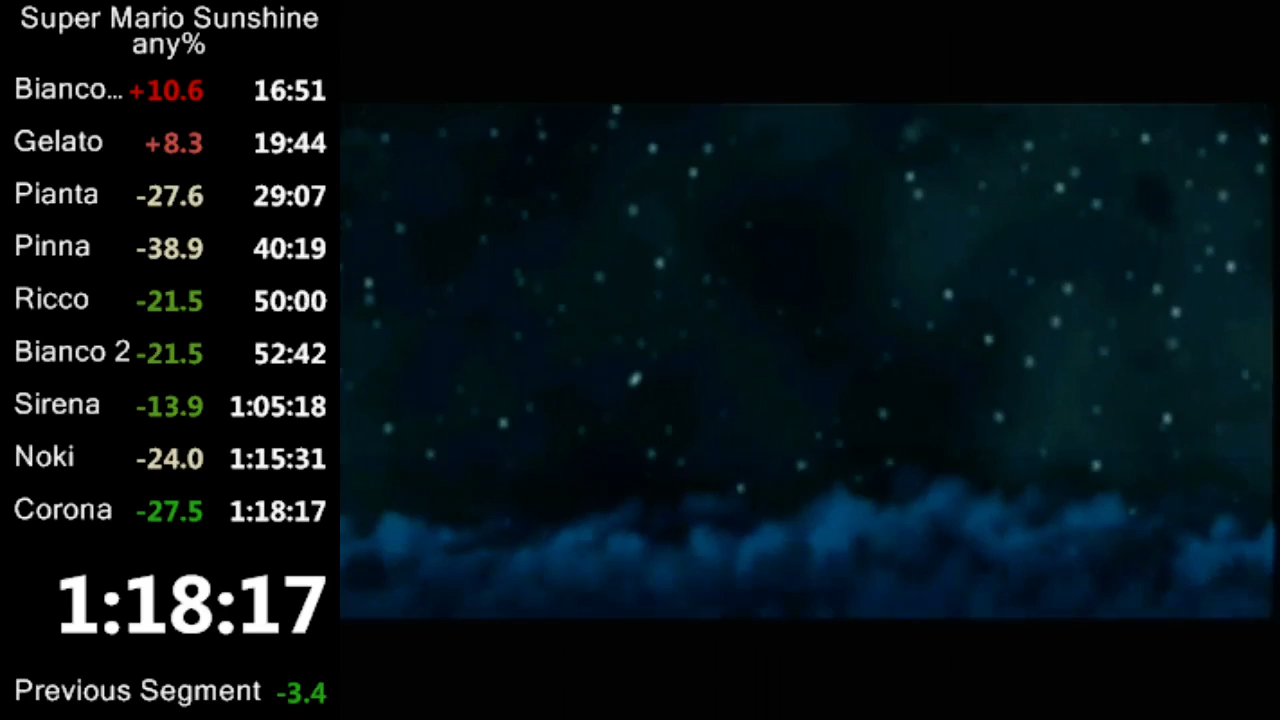 Super Mario Sunshine
any%
Bianco... +10.6 16:51
Gelato +8.3 19:44
Pianta -27.6 29:07
Pinna -38.9 40:19
Ricco -21.5 50:00
Bianco 2 -21.5 52:42
Sirena -13.9 1:05:18
Noki -24.0 1:15:31
Corona -27.5 1:18:17
1:18:17
Previous Segment -3.4